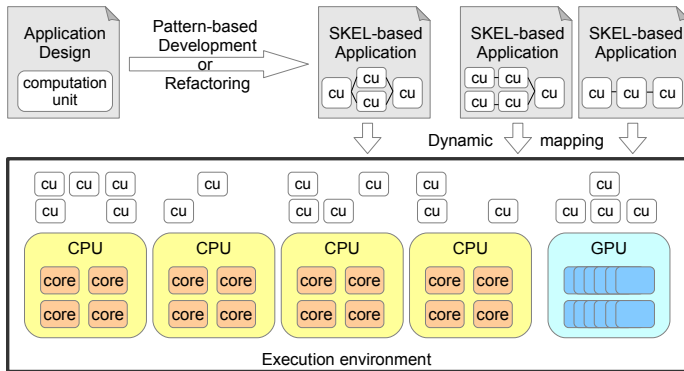 Application
Design
computation
unit
Pattern-based
Development
or
Refactoring
SKEL-based
Application
cu
cu
cu
cu
SKEL-based
Application
cu cu
cu
cu cu
SKEL-based
Application
cu cu cu
Dynamic mapping
cu cu cu
cu cu
cu
cu
cu cu
cu cu
cu
cu cu
cu
cu cu cu
CPU
core core
core core
CPU
core core
core core
CPU
core core
core core
CPU
core core
core core
GPU
Execution environment